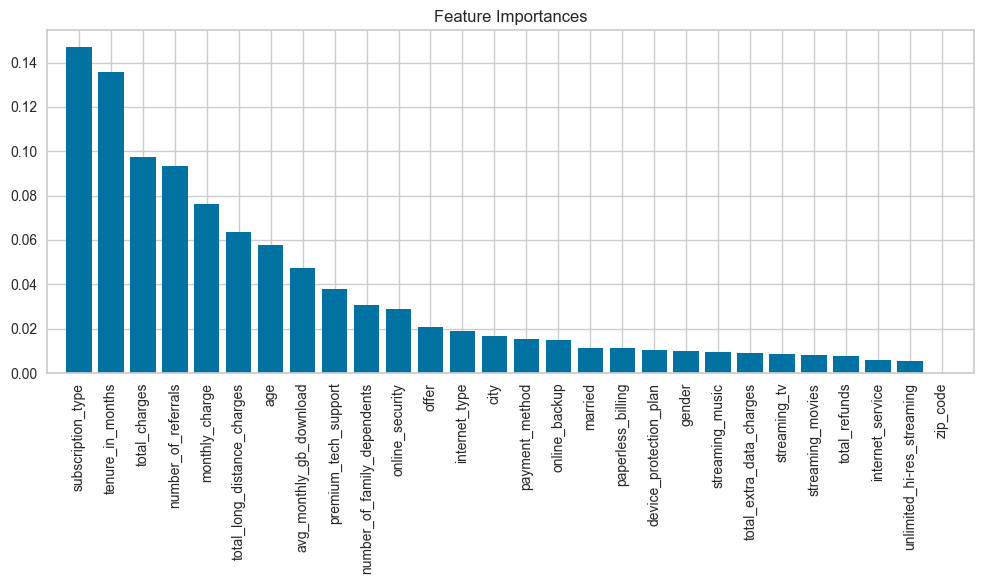 Feature Importances
0.14
0.12
0.10
0.08
0.06
0.04
0.02
0.00
subscription_type
tenure_in_months
total_charges
number_of_referrals
monthly_charge
total_long_distance_charges
age
avg_monthly_gb_download
premium_tech_support
number_of_family_dependents
online_security
offer
internet_type
city
payment_method
online_backup
married
paperless_billing
device_protection_plan
gender
streaming_music
total_extra_data_charges
streaming_tv
streaming_movies
total_refunds
internet_service
unlimited_hi-res_streaming
zip_code